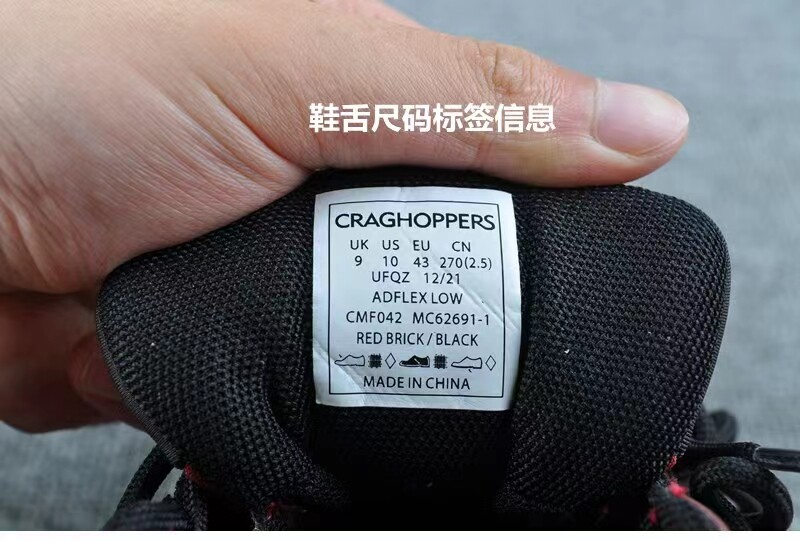 鞋舌尺码标签信息
CRAGHOPPERS
UK US EU CN
9 10 43 270(2.5)
UFQZ 12/21
ADFLEX LOW
CMF042 MC62691-1
RED BRICK / BLACK
MADE IN CHINA